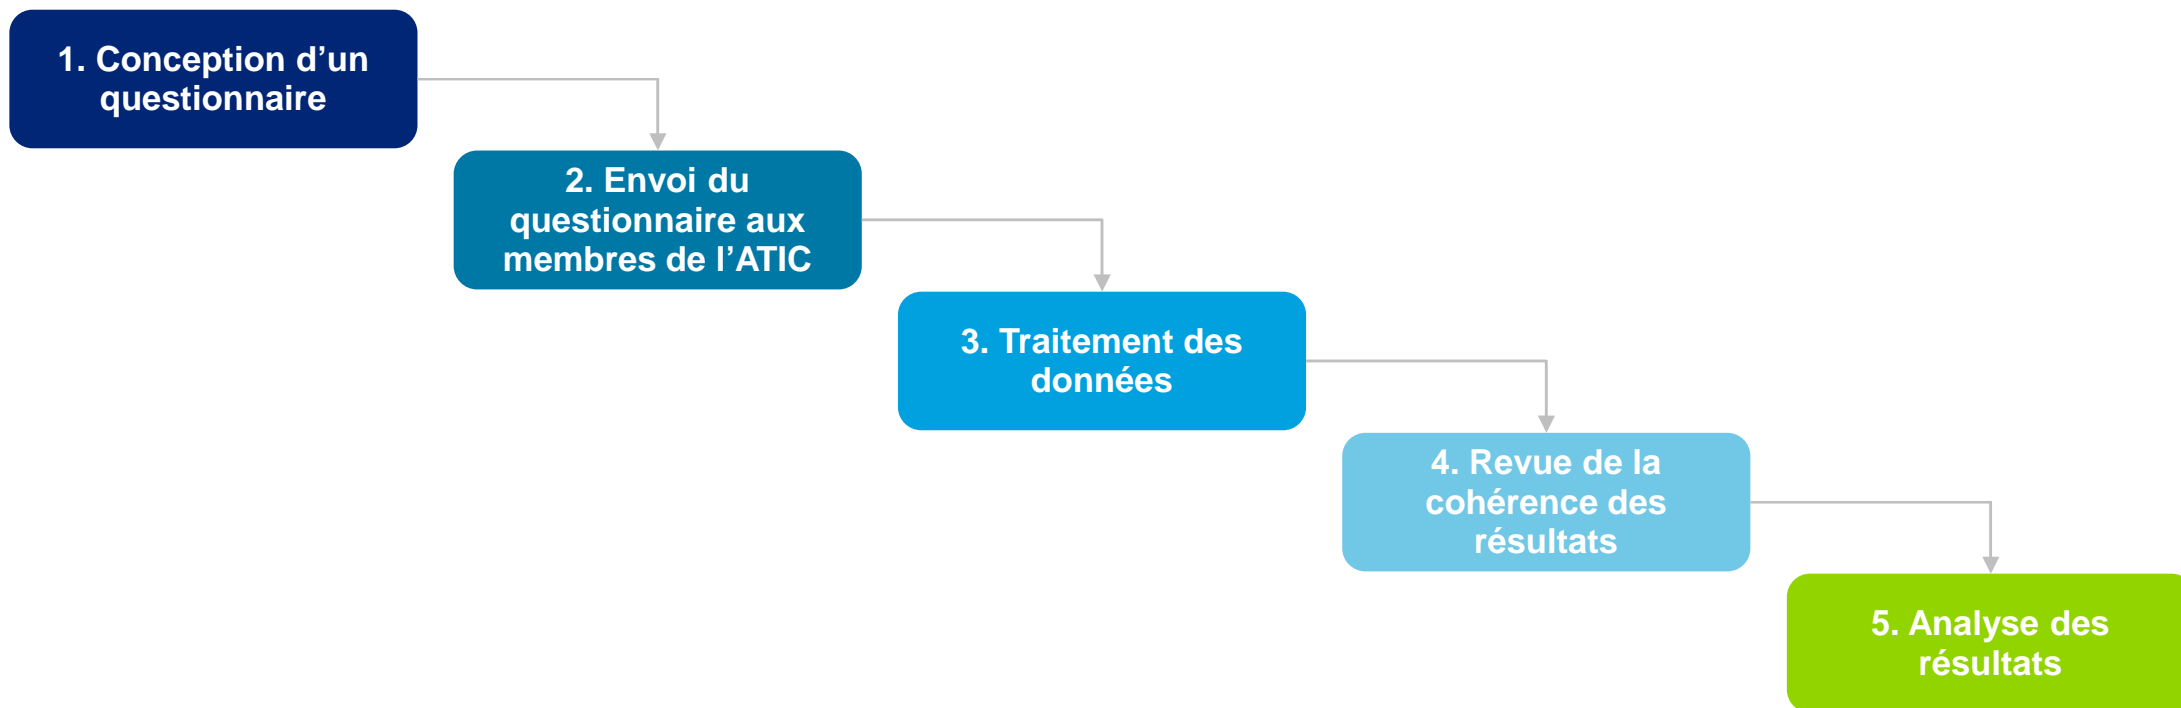 1. Conception d’un
questionnaire
2. Envoi du
questionnaire aux
membres de l’ATIC
3. Traitement des
données
4. Revue de la
cohérence des
résultats
5. Analyse des
résultats